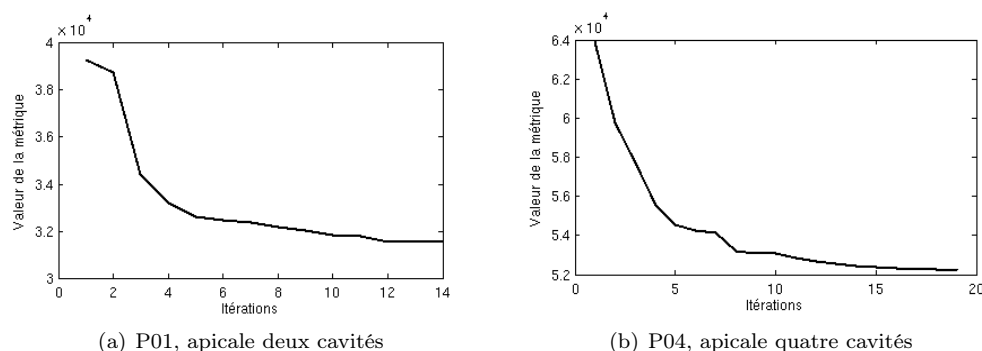 × 10⁴
4
3.8
3.6
3.4
3.2
3
0 2 4 6 8 10 12 14
Valeur de la métrique
Itérations
(a) P01, apicale deux cavités
× 10⁴
6.4
6.2
6
5.8
5.6
5.4
5.2
0 5 10 15 20
Valeur de la métrique
Itérations
(b) P04, apicale quatre cavités